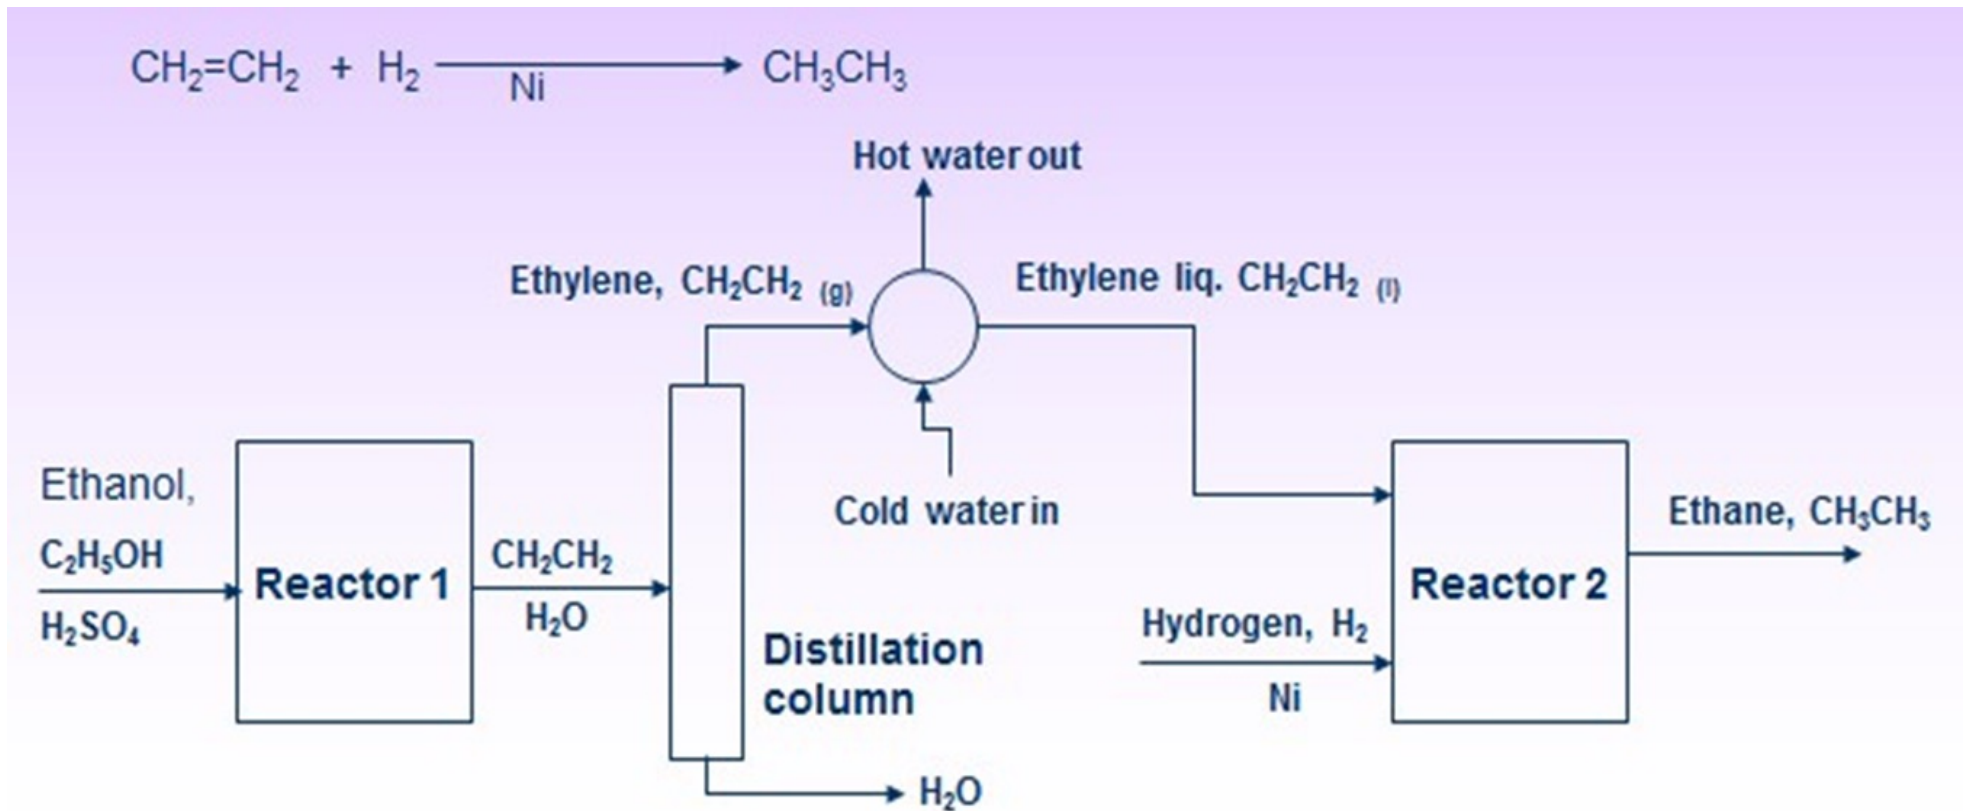 CH₂=CH₂ + H₂ Ni CH₃CH₃
Hot water out
Ethylene, CH₂CH₂ (g)
Ethylene liq. CH₂CH₂ (l)
Ethanol,
C₂H₅OH
H₂SO₄
Reactor 1
CH₂CH₂
H₂O
Cold water in
Distillation
column
H₂O
Hydrogen, H₂
Ni
Reactor 2
Ethane, CH₃CH₃